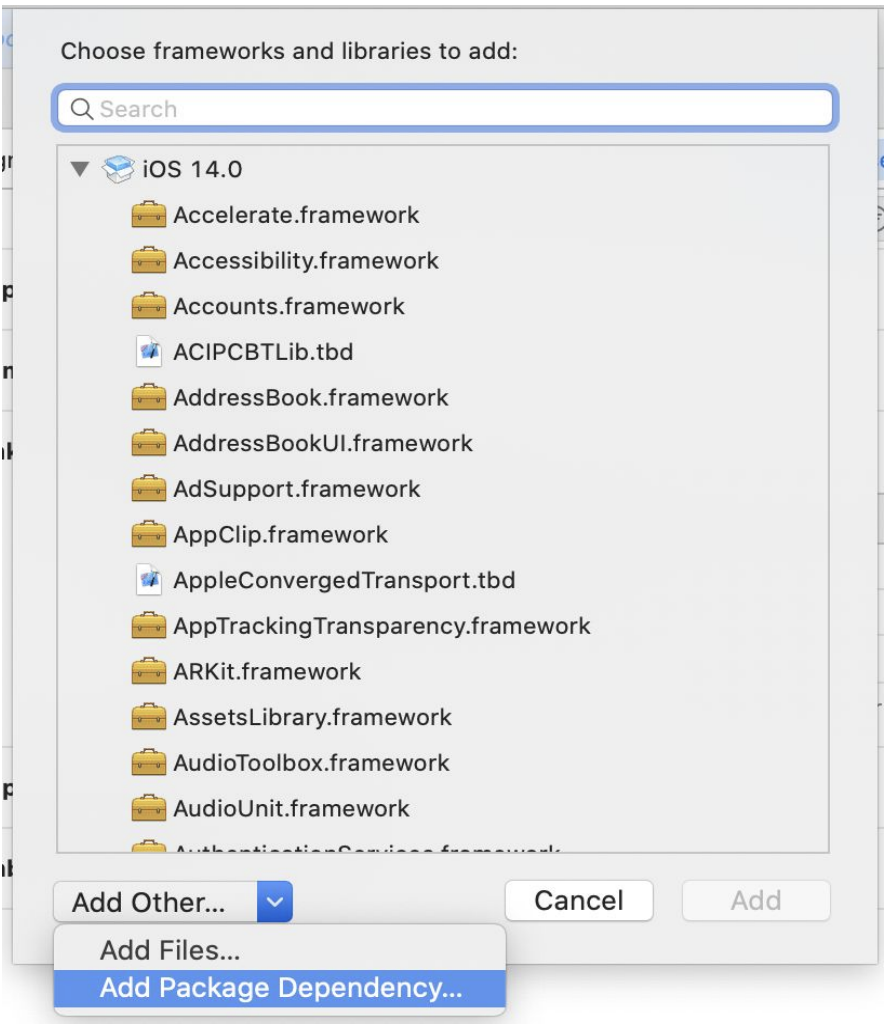 Choose frameworks and libraries to add:
Search
iOS 14.0
Accelerate.framework
Accessibility.framework
Accounts.framework
ACIPCBTLib.tbd
AddressBook.framework
AddressBookUI.framework
AdSupport.framework
AppClip.framework
AppleConvergedTransport.tbd
AppTrackingTransparency.framework
ARKit.framework
AssetsLibrary.framework
AudioToolbox.framework
AudioUnit.framework
AuthenticationServices.framework
Add Other...
Cancel
Add
Add Files...
Add Package Dependency...